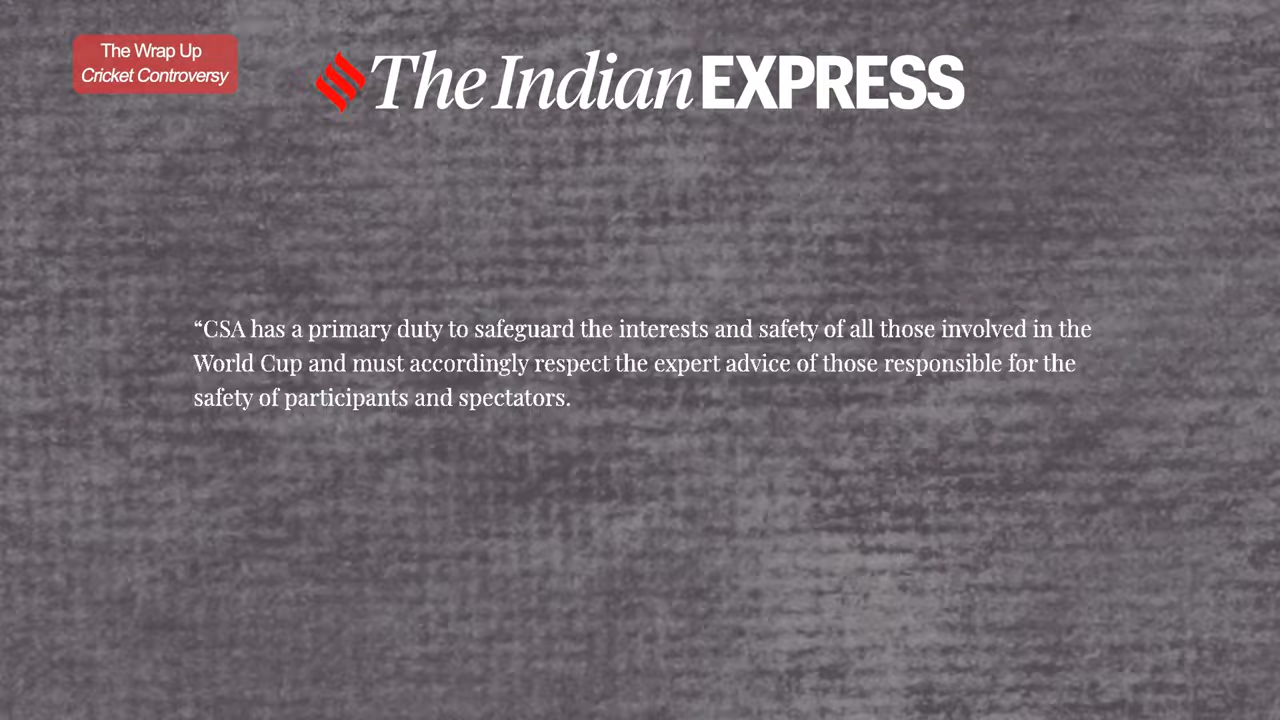 The Wrap Up
Cricket Controversy
The Indian EXPRESS
“CSA has a primary duty to safeguard the interests and safety of all those involved in the
World Cup and must accordingly respect the expert advice of those responsible for the
safety of participants and spectators.